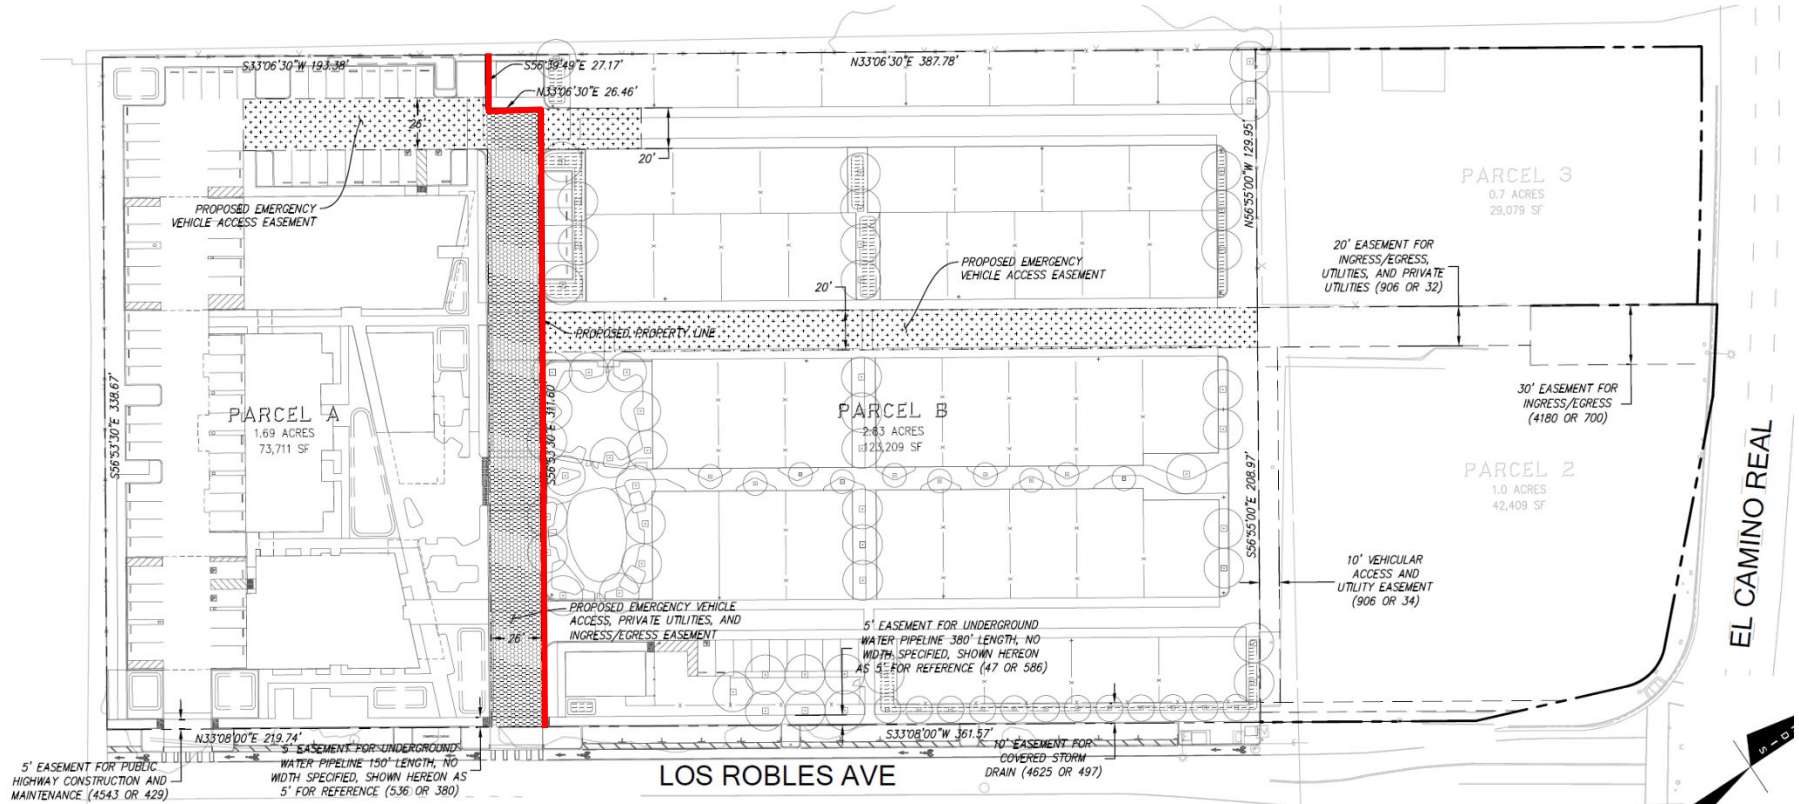 S33°06'30"W 193.38'
S56°39'49"E 27.17'
N33°06'30"E 26.46'
N33°06'30"E 387.78'
26'
20'
PROPOSED EMERGENCY
VEHICLE ACCESS EASEMENT
N56°55'00"W 129.95'
PARCEL 3
0.7 ACRES
29,079 SF
20' EASEMENT FOR
INGRESS/EGRESS,
UTILITIES, AND PRIVATE
UTILITIES (906 OR 32)
PROPOSED EMERGENCY
VEHICLE ACCESS EASEMENT
20'
PROPOSED PROPERTY LINE
S56°53'30"E 338.67'
PARCEL A
1.69 ACRES
73,711 SF
S56°53'30"E 311.60'
PARCEL B
2.83 ACRES
123,209 SF
30' EASEMENT FOR
INGRESS/EGRESS
(4180 OR 700)
PARCEL 2
1.0 ACRES
42,409 SF
S56°55'00"E 208.97'
EL CAMINO REAL
10' VEHICULAR
ACCESS AND
UTILITY EASEMENT
(906 OR 34)
PROPOSED EMERGENCY VEHICLE
ACCESS, PRIVATE UTILITIES, AND
INGRESS/EGRESS EASEMENT
26'
5' EASEMENT FOR UNDERGROUND
WATER PIPELINE 380' LENGTH, NO
WIDTH SPECIFIED, SHOWN HEREON
AS 5' FOR REFERENCE (47 OR 586)
N33°08'00"E 219.74'
S33°08'00"W 361.57'
5' EASEMENT FOR PUBLIC
HIGHWAY CONSTRUCTION AND
MAINTENANCE (4543 OR 429)
5' EASEMENT FOR UNDERGROUND
WATER PIPELINE 150' LENGTH, NO
WIDTH SPECIFIED, SHOWN HEREON AS
5' FOR REFERENCE (536 OR 380)
LOS ROBLES AVE
10' EASEMENT FOR
COVERED STORM
DRAIN (4625 OR 497)